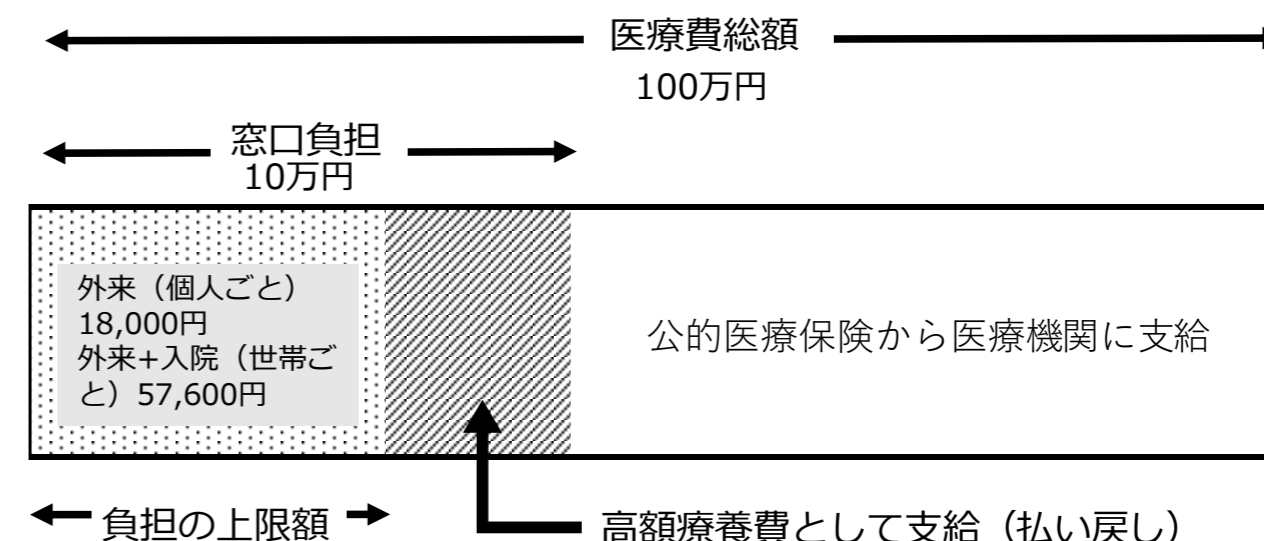 医療費総額
100万円
窓口負担
10万円
外来（個人ごと）
18,000円
外来+入院（世帯ご
と）57,600円
公的医療保険から医療機関に支給
負担の上限額
高額療養費として支給（払い戻し）